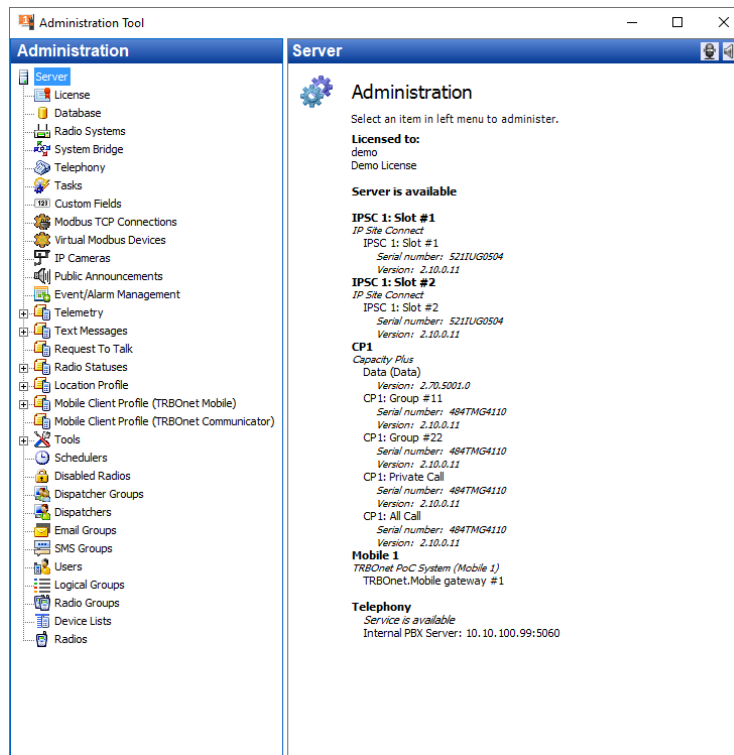 Administration Tool
Administration
Server
License
Database
Radio Systems
System Bridge
Telephony
Tasks
Custom Fields
Modbus TCP Connections
Virtual Modbus Devices
IP Cameras
Public Announcements
Event/Alarm Management
Telemetry
Text Messages
Request To Talk
Radio Statuses
Location Profile
Mobile Client Profile (TRBOnet Mobile)
Mobile Client Profile (TRBOnet Communicator)
Tools
Schedulers
Disabled Radios
Dispatcher Groups
Dispatchers
Email Groups
SMS Groups
Users
Logical Groups
Radio Groups
Device Lists
Radios
Server
Administration
Select an item in left menu to administer.
Licensed to:
demo
Demo License
Server is available
IPSC 1: Slot #1
IP Site Connect
IPSC 1: Slot #1
Serial number: 521IUG0504
Version: 2.10.0.11
IPSC 1: Slot #2
IP Site Connect
IPSC 1: Slot #2
Serial number: 521IUG0504
Version: 2.10.0.11
CP1
Capacity Plus
Data (Data)
Version: 2.70.5001.0
CP1: Group #11
Serial number: 484TMG4110
Version: 2.10.0.11
CP1: Group #22
Serial number: 484TMG4110
Version: 2.10.0.11
CP1: Private Call
Serial number: 484TMG4110
Version: 2.10.0.11
CP1: All Call
Serial number: 484TMG4110
Version: 2.10.0.11
Mobile 1
TRBOnet PoC System (Mobile 1)
TRBOnet.Mobile gateway #1
Telephony
Service is available
Internal PBX Server: 10.10.100.99:5060